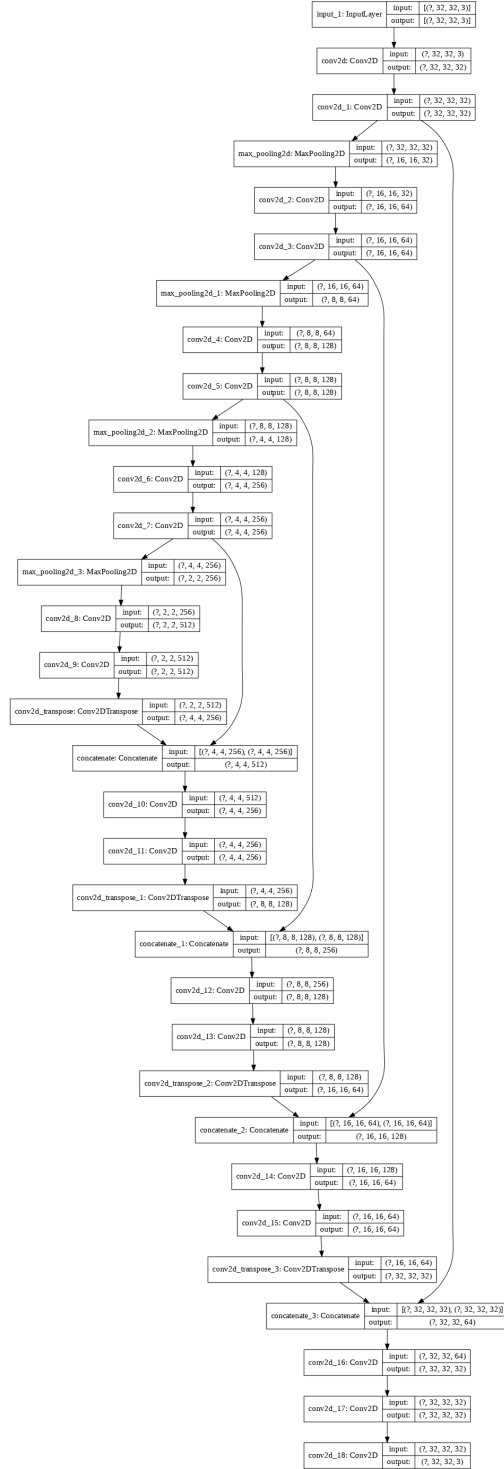 input_1: InputLayer input: [(?, 32, 32, 3)]
output: [(?, 32, 32, 3)]
conv2d: Conv2D input: (?, 32, 32, 3)
output: (?, 32, 32, 32)
conv2d_1: Conv2D input: (?, 32, 32, 32)
output: (?, 32, 32, 32)
max_pooling2d: MaxPooling2D input: (?, 32, 32, 32)
output: (?, 16, 16, 32)
conv2d_2: Conv2D input: (?, 16, 16, 32)
output: (?, 16, 16, 64)
conv2d_3: Conv2D input: (?, 16, 16, 64)
output: (?, 16, 16, 64)
max_pooling2d_1: MaxPooling2D input: (?, 16, 16, 64)
output: (?, 8, 8, 64)
conv2d_4: Conv2D input: (?, 8, 8, 64)
output: (?, 8, 8, 128)
conv2d_5: Conv2D input: (?, 8, 8, 128)
output: (?, 8, 8, 128)
max_pooling2d_2: MaxPooling2D input: (?, 8, 8, 128)
output: (?, 4, 4, 128)
conv2d_6: Conv2D input: (?, 4, 4, 128)
output: (?, 4, 4, 256)
conv2d_7: Conv2D input: (?, 4, 4, 256)
output: (?, 4, 4, 256)
max_pooling2d_3: MaxPooling2D input: (?, 4, 4, 256)
output: (?, 2, 2, 256)
conv2d_8: Conv2D input: (?, 2, 2, 256)
output: (?, 2, 2, 512)
conv2d_9: Conv2D input: (?, 2, 2, 512)
output: (?, 2, 2, 512)
conv2d_transpose: Conv2DTranspose input: (?, 2, 2, 512)
output: (?, 4, 4, 256)
concatenate: Concatenate input: [(?, 4, 4, 256), (?, 4, 4, 256)]
output: (?, 4, 4, 512)
conv2d_10: Conv2D input: (?, 4, 4, 512)
output: (?, 4, 4, 256)
conv2d_11: Conv2D input: (?, 4, 4, 256)
output: (?, 4, 4, 256)
conv2d_transpose_1: Conv2DTranspose input: (?, 4, 4, 256)
output: (?, 8, 8, 128)
concatenate_1: Concatenate input: [(?, 8, 8, 128), (?, 8, 8, 128)]
output: (?, 8, 8, 256)
conv2d_12: Conv2D input: (?, 8, 8, 256)
output: (?, 8, 8, 128)
conv2d_13: Conv2D input: (?, 8, 8, 128)
output: (?, 8, 8, 128)
conv2d_transpose_2: Conv2DTranspose input: (?, 8, 8, 128)
output: (?, 16, 16, 64)
concatenate_2: Concatenate input: [(?, 16, 16, 64), (?, 16, 16, 64)]
output: (?, 16, 16, 128)
conv2d_14: Conv2D input: (?, 16, 16, 128)
output: (?, 16, 16, 64)
conv2d_15: Conv2D input: (?, 16, 16, 64)
output: (?, 16, 16, 64)
conv2d_transpose_3: Conv2DTranspose input: (?, 16, 16, 64)
output: (?, 32, 32, 32)
concatenate_3: Concatenate input: [(?, 32, 32, 32), (?, 32, 32, 32)]
output: (?, 32, 32, 64)
conv2d_16: Conv2D input: (?, 32, 32, 64)
output: (?, 32, 32, 32)
conv2d_17: Conv2D input: (?, 32, 32, 32)
output: (?, 32, 32, 32)
conv2d_18: Conv2D input: (?, 32, 32, 32)
output: (?, 32, 32, 3)